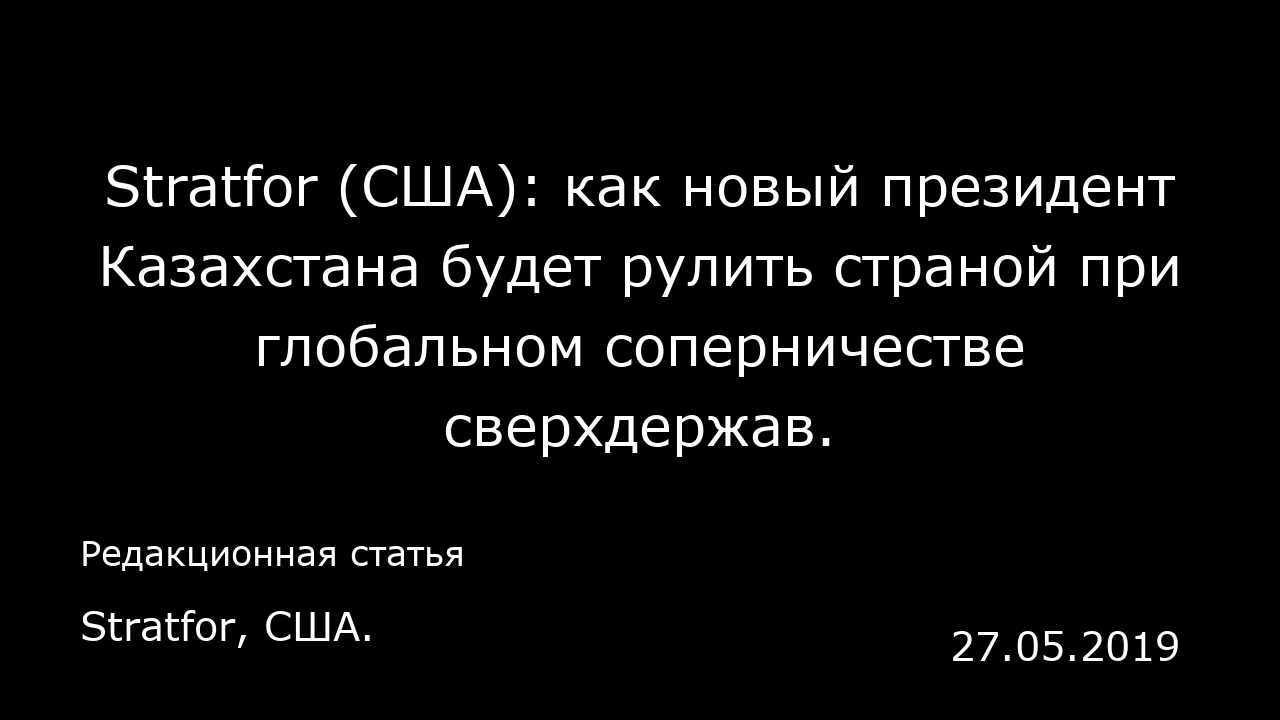 Stratfor (США): как новый президент
Казахстана будет рулить страной при
глобальном соперничестве
сверхдержав.
Редакционная статья
Stratfor, США.
27.05.2019